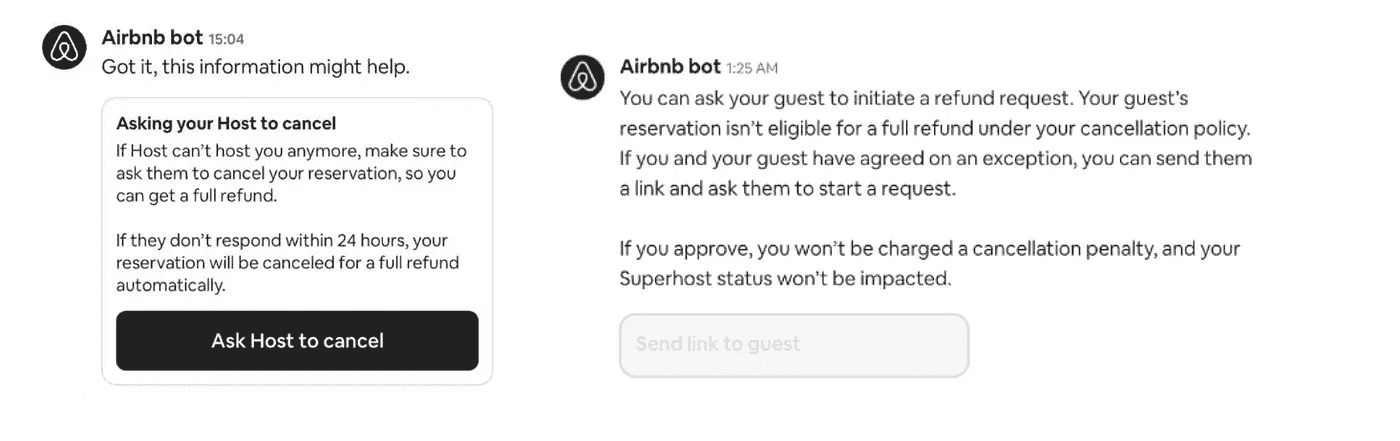 Airbnb bot 15:04
Got it, this information might help.
Asking your Host to cancel
If Host can’t host you anymore, make sure to
ask them to cancel your reservation, so you
can get a full refund.
If they don’t respond within 24 hours, your
reservation will be canceled for a full refund
automatically.
Ask Host to cancel
Airbnb bot 1:25 AM
You can ask your guest to initiate a refund request. Your guest’s
reservation isn’t eligible for a full refund under your cancellation policy.
If you and your guest have agreed on an exception, you can send them
a link and ask them to start a request.
If you approve, you won’t be charged a cancellation penalty, and your
Superhost status won’t be impacted.
Send link to guest